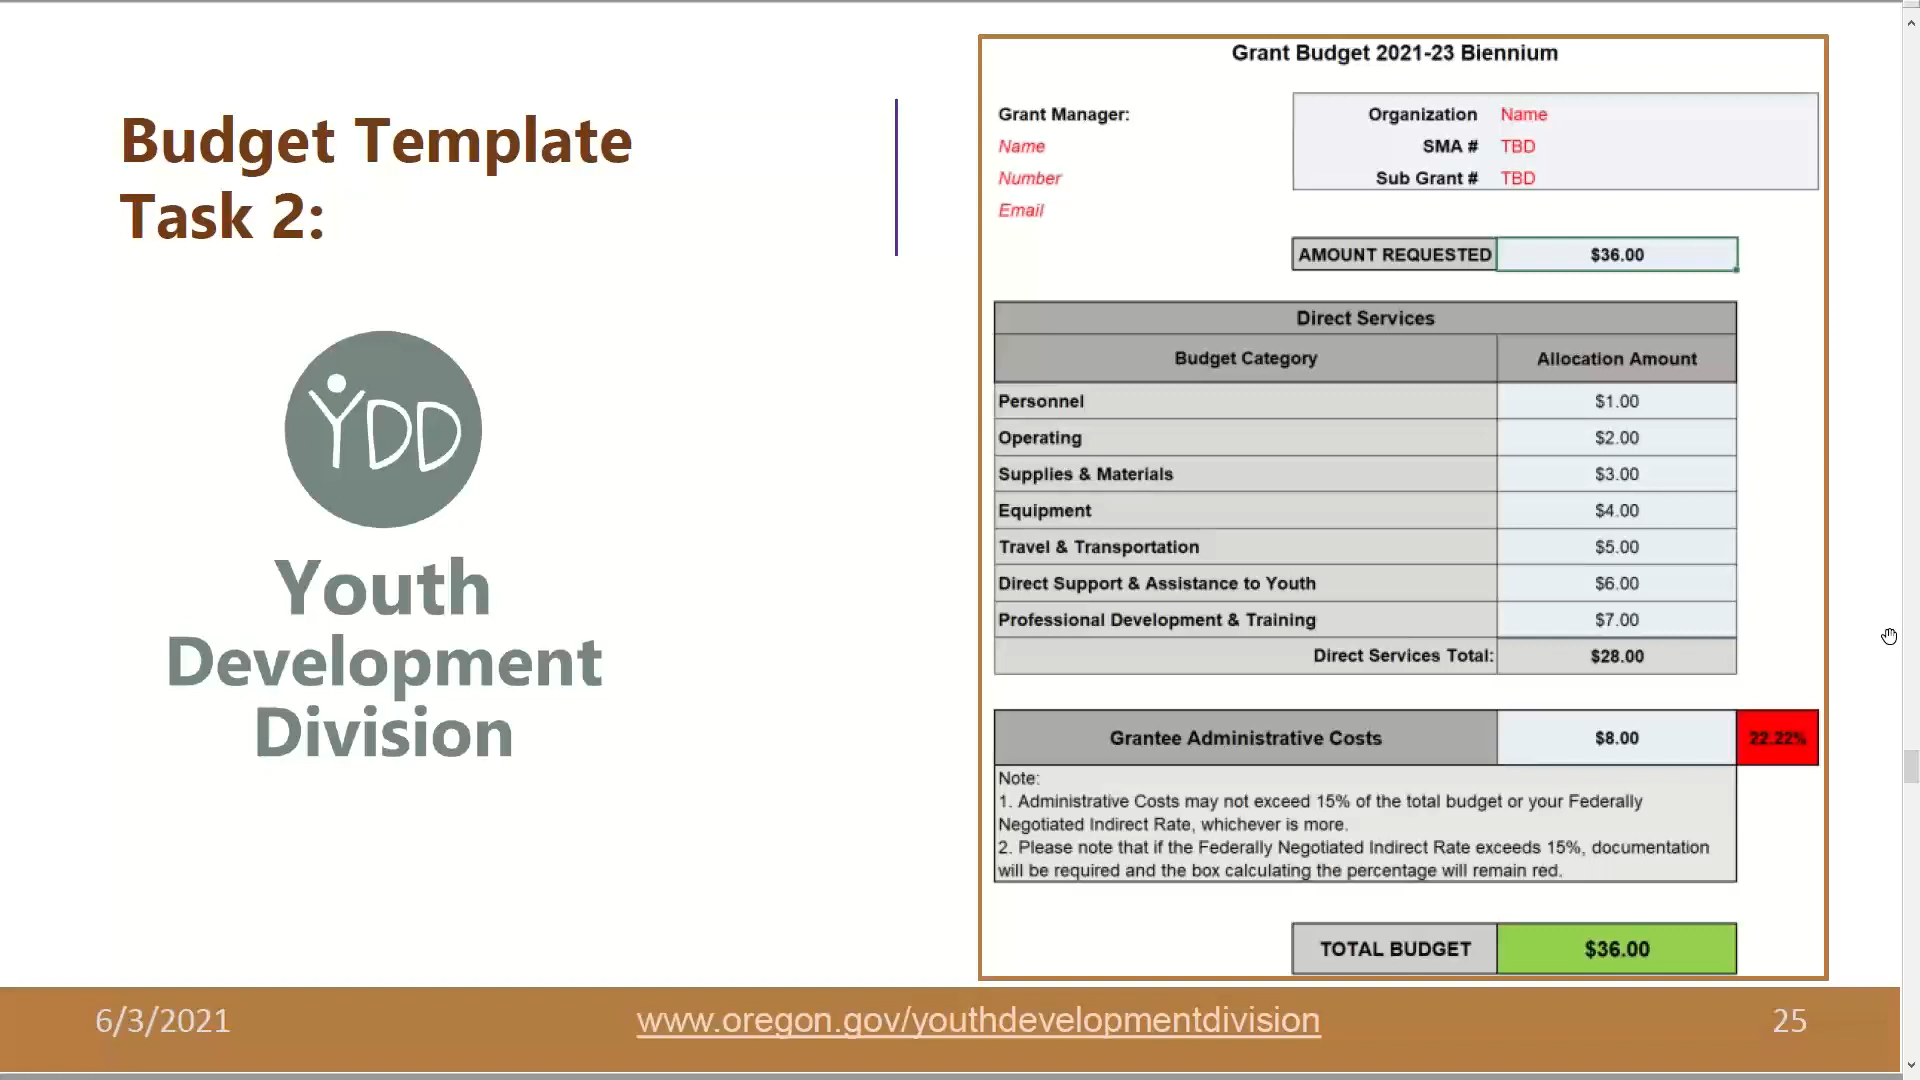 Budget Template
Task 2:
YDD
Youth
Development
Division
Grant Budget 2021-23 Biennium
Grant Manager:
Name
Number
Email
Organization Name
SMA # TBD
Sub Grant # TBD
AMOUNT REQUESTED $36.00
Direct Services
Budget Category Allocation Amount
Personnel $1.00
Operating $2.00
Supplies & Materials $3.00
Equipment $4.00
Travel & Transportation $5.00
Direct Support & Assistance to Youth $6.00
Professional Development & Training $7.00
Direct Services Total: $28.00
Grantee Administrative Costs $8.00 22.22%
Note:
1. Administrative Costs may not exceed 15% of the total budget or your Federally
Negotiated Indirect Rate, whichever is more.
2. Please note that if the Federally Negotiated Indirect Rate exceeds 15%, documentation
will be required and the box calculating the percentage will remain red.
TOTAL BUDGET $36.00
6/3/2021 www.oregon.gov/youthdevelopmentdivision 25